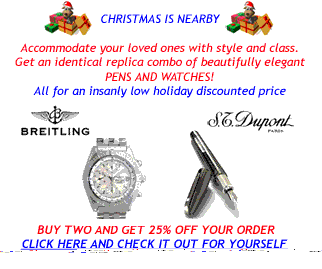 CHRISTMAS IS NEARBY
Accommodate your loved ones with style and class.
Get an identical replica combo of beautifully elegant
PENS AND WATCHES!
All for an insanly low holiday discounted price
BREITLING
S.T. Dupont
PARIS
BUY TWO AND GET 25% OFF YOUR ORDER
CLICK HERE AND CHECK IT OUT FOR YOURSELF